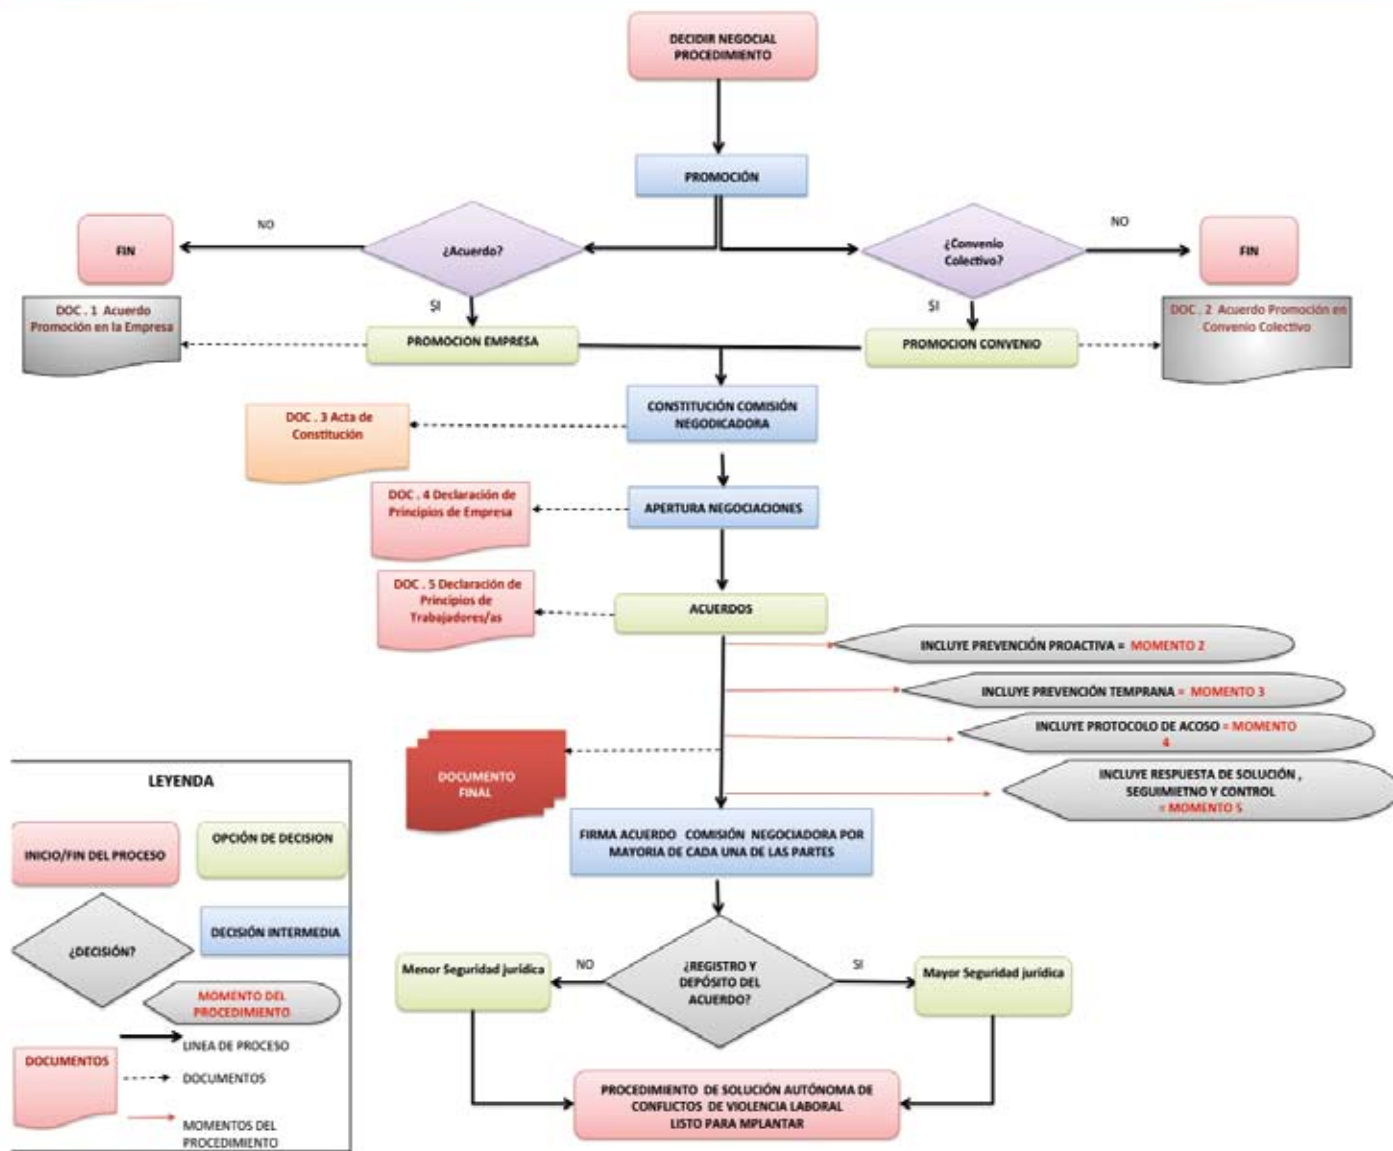 DECIDIR NEGOCIAL
PROCEDIMIENTO
PROMOCIÓN
NO
FIN
¿Acuerdo?
¿Convenio
Colectivo?
NO
FIN
SI
SI
DOC . 1 Acuerdo
Promoción en la Empresa
PROMOCION EMPRESA
PROMOCION CONVENIO
DOC . 2 Acuerdo Promoción en
Convenio Colectivo
CONSTITUCIÓN COMISIÓN
NEGODICADORA
DOC . 3 Acta de
Constitución
DOC . 4 Declaración de
Principios de Empresa
APERTURA NEGOCIACIONES
DOC . 5 Declaración de
Principios de
Trabajadores/as
ACUERDOS
INCLUYE PREVENCIÓN PROACTIVA = MOMENTO 2
INCLUYE PREVENCIÓN TEMPRANA = MOMENTO 3
INCLUYE PROTOCOLO DE ACOSO = MOMENTO
4
INCLUYE RESPUESTA DE SOLUCIÓN ,
SEGUIMIETNO Y CONTROL
= MOMENTO 5
DOCUMENTO
FINAL
FIRMA ACUERDO COMISIÓN NEGOCIADORA POR
MAYORIA DE CADA UNA DE LAS PARTES
¿REGISTRO Y
DEPÓSITO DEL
ACUERDO?
NO
SI
Menor Seguridad jurídica
Mayor Seguridad jurídica
PROCEDIMIENTO DE SOLUCIÓN AUTÓNOMA DE
CONFLICTOS DE VIOLENCIA LABORAL
LISTO PARA MPLANTAR
LEYENDA
INICIO/FIN DEL PROCESO
OPCIÓN DE DECISION
¿DECISIÓN?
DECISIÓN INTERMEDIA
MOMENTO DEL
PROCEDIMIENTO
LINEA DE PROCESO
DOCUMENTOS
DOCUMENTOS
MOMENTOS DEL
PROCEDIMIENTO